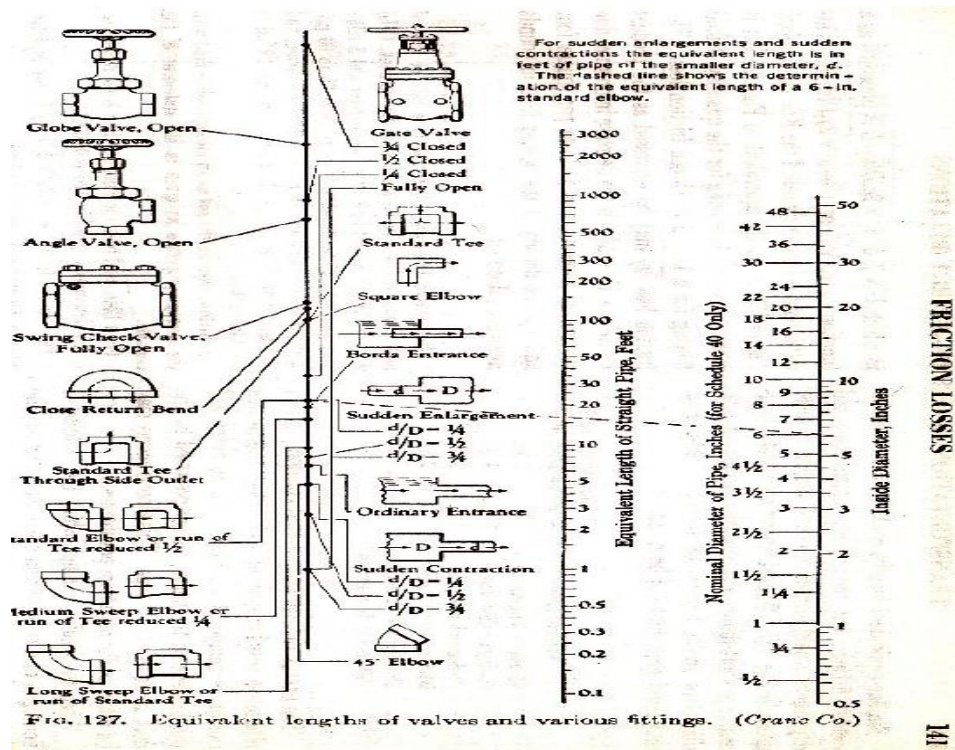 For sudden enlargements and sudden
contractions the equivalent length is in
feet of pipe of the smaller diameter, d.
The dashed line shows the determin-
ation of the equivalent length of a 6-in.
standard elbow.
Globe Valve, Open
Angle Valve, Open
Swing Check Valve,
Fully Open
Close Return Bend
Standard Tee
Through Side Outlet
tandard Elbow or run of
Tee reduced ½
Medium Sweep Elbow or
run of Tee reduced ¼
Long Sweep Elbow or
run of Standard Tee
Gate Valve
¾ Closed
½ Closed
¼ Closed
Fully Open
Standard Tee
Square Elbow
Borda Entrance
d D
Sudden Enlargement
d/D - ¼
d/D - ½
d/D - ¾
Ordinary Entrance
D d
Sudden Contraction
d/D - ¼
d/D - ½
d/D - ¾
45° Elbow
3000
2000
1000
500
300
200
100
50
30
20
10
5
3
2
1
0.5
0.3
0.2
0.1
Equivalent Length of Straight Pipe, Feet
Nominal Diameter of Pipe, Inches (for Schedule 40 Only)
48
42
36
30
24
22
20
18
16
14
12
10
9
8
7
6
5
4½
4
3½
3
2½
2
1½
1¼
1
¾
½
50
30
20
10
5
3
2
1
0.5
Inside Diameter, Inches
FRICTION LOSSES
141
FIG. 127. Equivalent lengths of valves and various fittings. (Crane Co.)